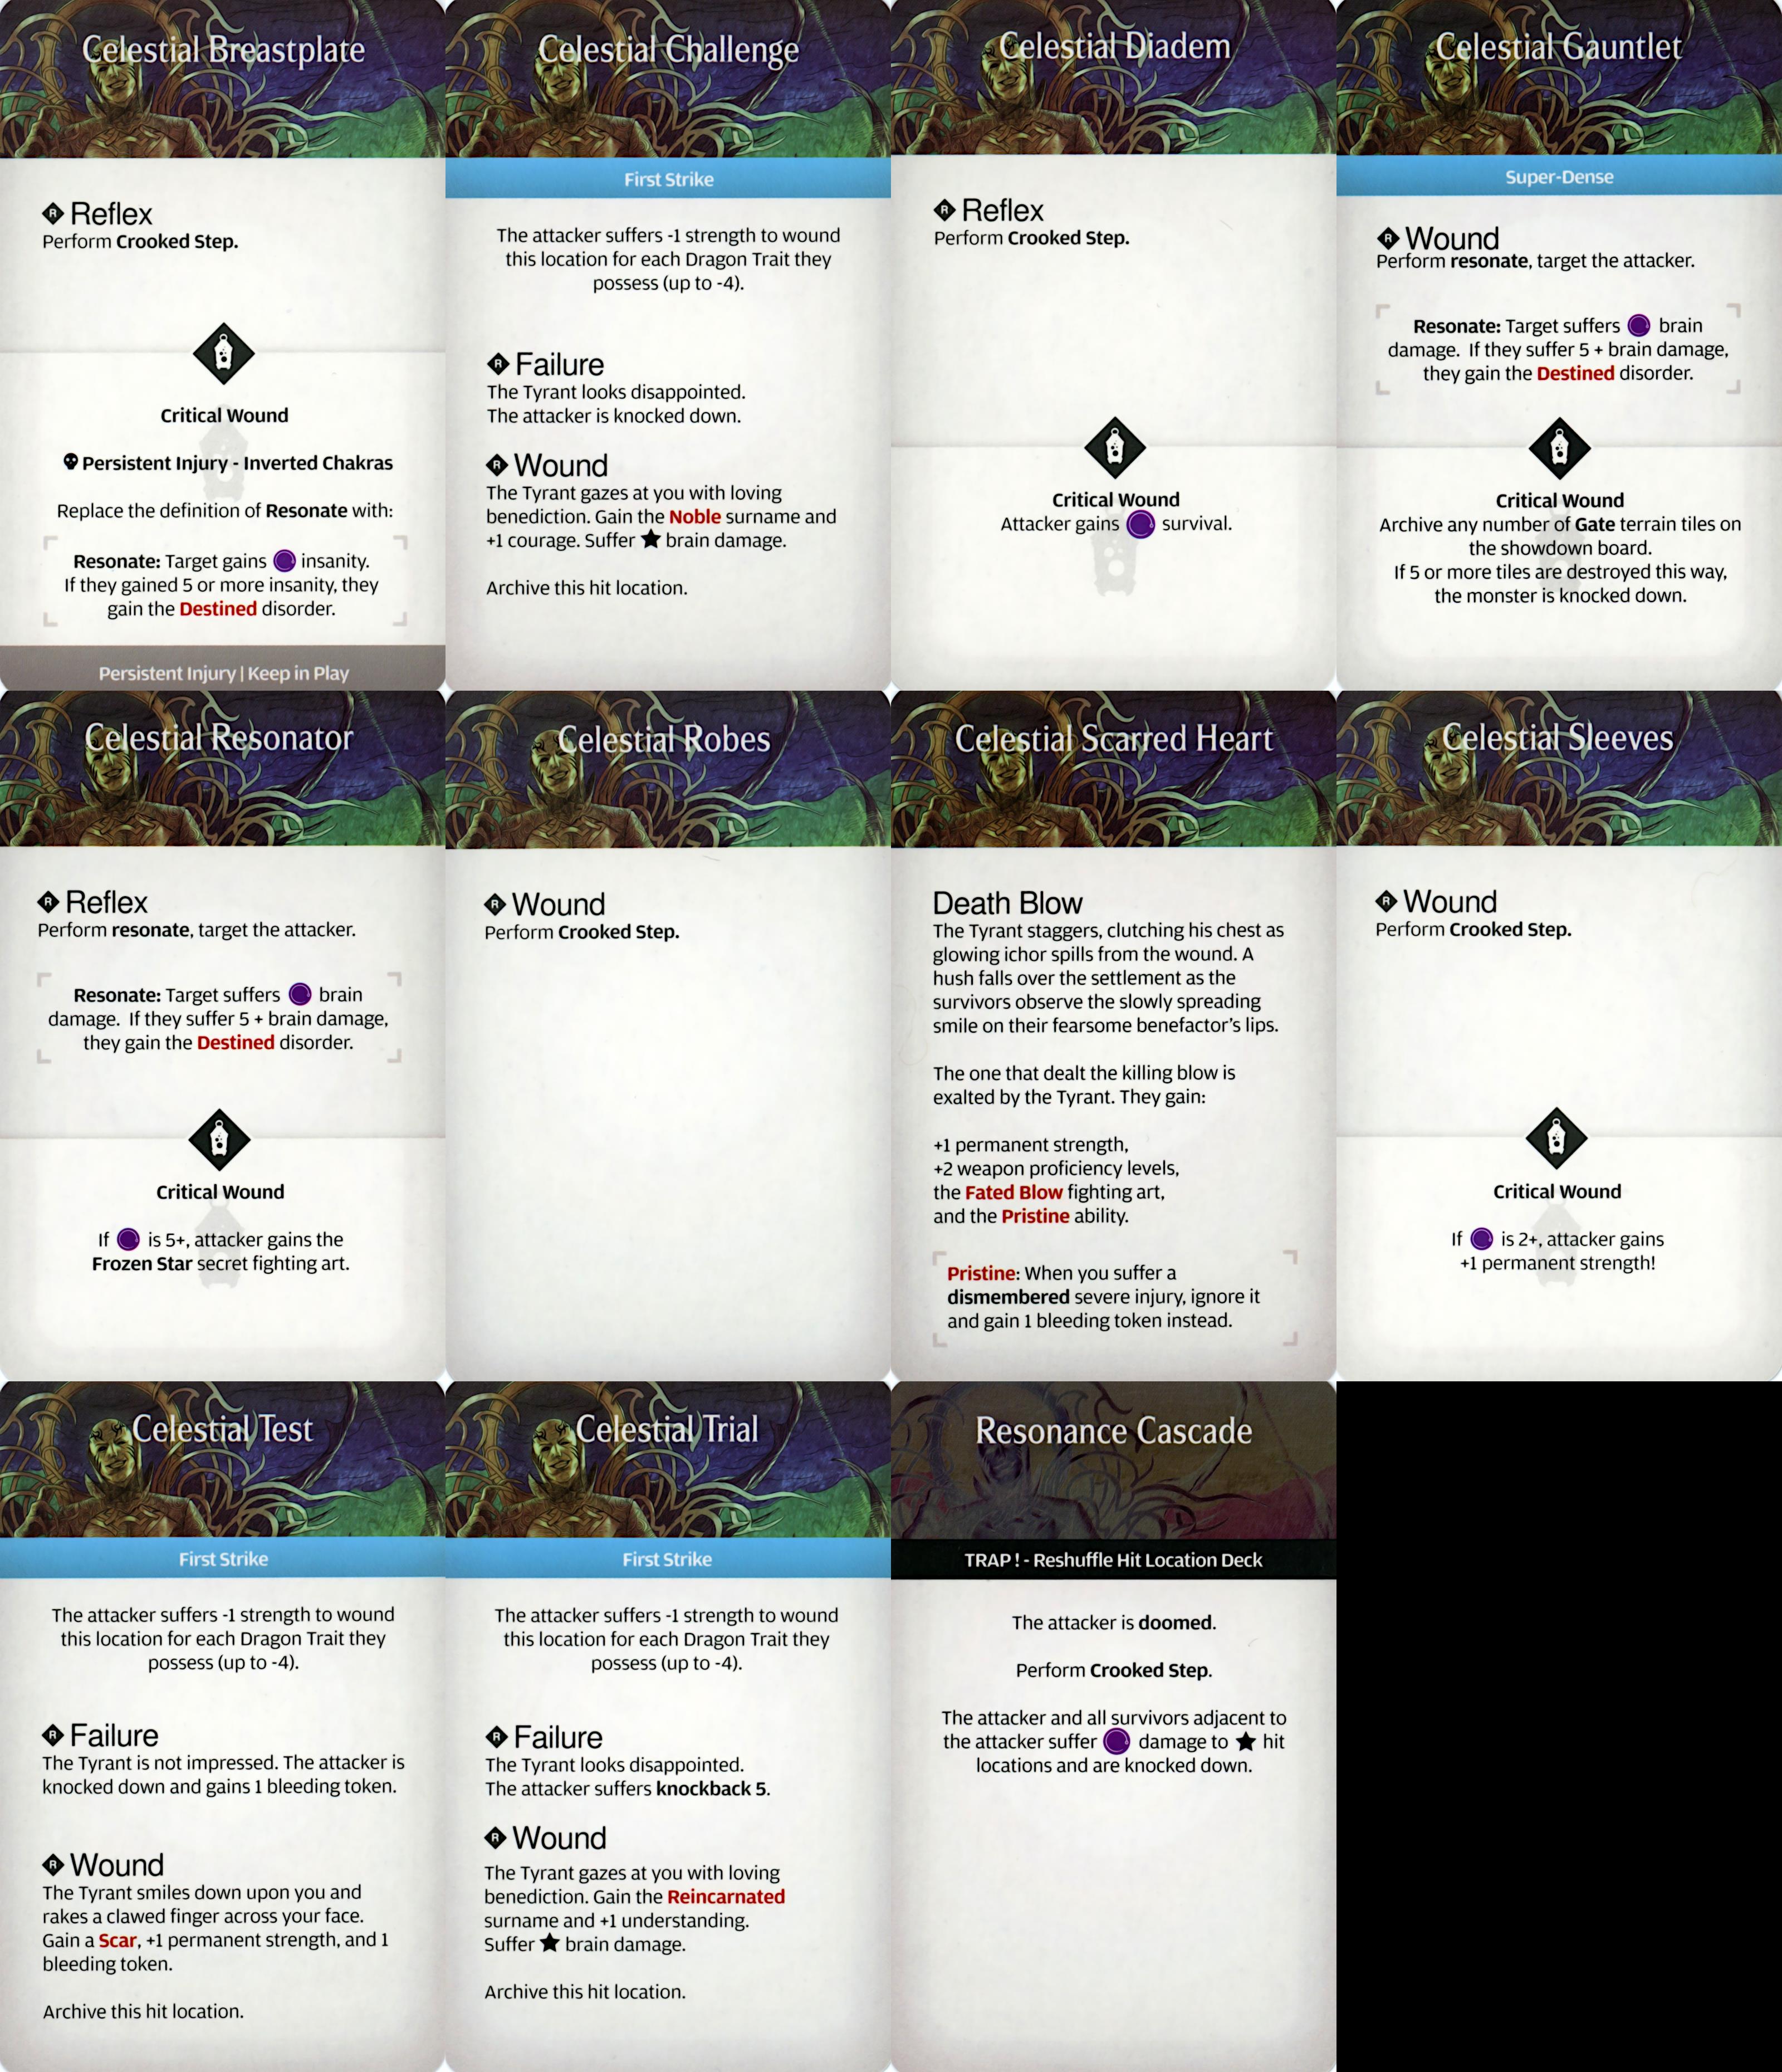 Celestial Breastplate
Reflex
Perform Crooked Step.
Critical Wound
Persistent Injury - Inverted Chakras
Replace the definition of Resonate with:
Resonate: Target gains insanity.
If they gained 5 or more insanity, they
gain the Destined disorder.
Persistent Injury | Keep in Play
Celestial Challenge
First Strike
The attacker suffers -1 strength to wound
this location for each Dragon Trait they
possess (up to -4).
R Failure
The Tyrant looks disappointed.
The attacker is knocked down.
R Wound
The Tyrant gazes at you with loving
benediction. Gain the Noble surname and
+1 courage. Suffer ★ brain damage.
Archive this hit location.
Celestial Diadem
R Reflex
Perform Crooked Step.
Critical Wound
Attacker gains survival.
Celestial Gauntlet
Super-Dense
R Wound
Perform resonate, target the attacker.
Resonate: Target suffers brain
damage. If they suffer 5 + brain damage,
they gain the Destined disorder.
Critical Wound
Archive any number of Gate terrain tiles on
the showdown board.
If 5 or more tiles are destroyed this way,
the monster is knocked down.
Celestial Resonator
R Reflex
Perform resonate, target the attacker.
Resonate: Target suffers brain
damage. If they suffer 5 + brain damage,
they gain the Destined disorder.
Critical Wound
If is 5+, attacker gains the
Frozen Star secret fighting art.
Celestial Robes
R Wound
Perform Crooked Step.
Celestial Scarred Heart
Death Blow
The Tyrant staggers, clutching his chest as
glowing ichor spills from the wound. A
hush falls over the settlement as the
survivors observe the slowly spreading
smile on their fearsome benefactor's lips.
The one that dealt the killing blow is
exalted by the Tyrant. They gain:
+1 permanent strength,
+2 weapon proficiency levels,
the Fated Blow fighting art,
and the Pristine ability.
Pristine: When you suffer a
dismembered severe injury, ignore it
and gain 1 bleeding token instead.
Celestial Sleeves
R Wound
Perform Crooked Step.
Critical Wound
If is 2+, attacker gains
+1 permanent strength!
Celestial Test
First Strike
The attacker suffers -1 strength to wound
this location for each Dragon Trait they
possess (up to -4).
R Failure
The Tyrant is not impressed. The attacker is
knocked down and gains 1 bleeding token.
R Wound
The Tyrant smiles down upon you and
rakes a clawed finger across your face.
Gain a Scar, +1 permanent strength, and 1
bleeding token.
Archive this hit location.
Celestial Trial
First Strike
The attacker suffers -1 strength to wound
this location for each Dragon Trait they
possess (up to -4).
R Failure
The Tyrant looks disappointed.
The attacker suffers knockback 5.
R Wound
The Tyrant gazes at you with loving
benediction. Gain the Reincarnated
surname and +1 understanding.
Suffer ★ brain damage.
Archive this hit location.
Resonance Cascade
TRAP! - Reshuffle Hit Location Deck
The attacker is doomed.
Perform Crooked Step.
The attacker and all survivors adjacent to
the attacker suffer damage to ★ hit
locations and are knocked down.